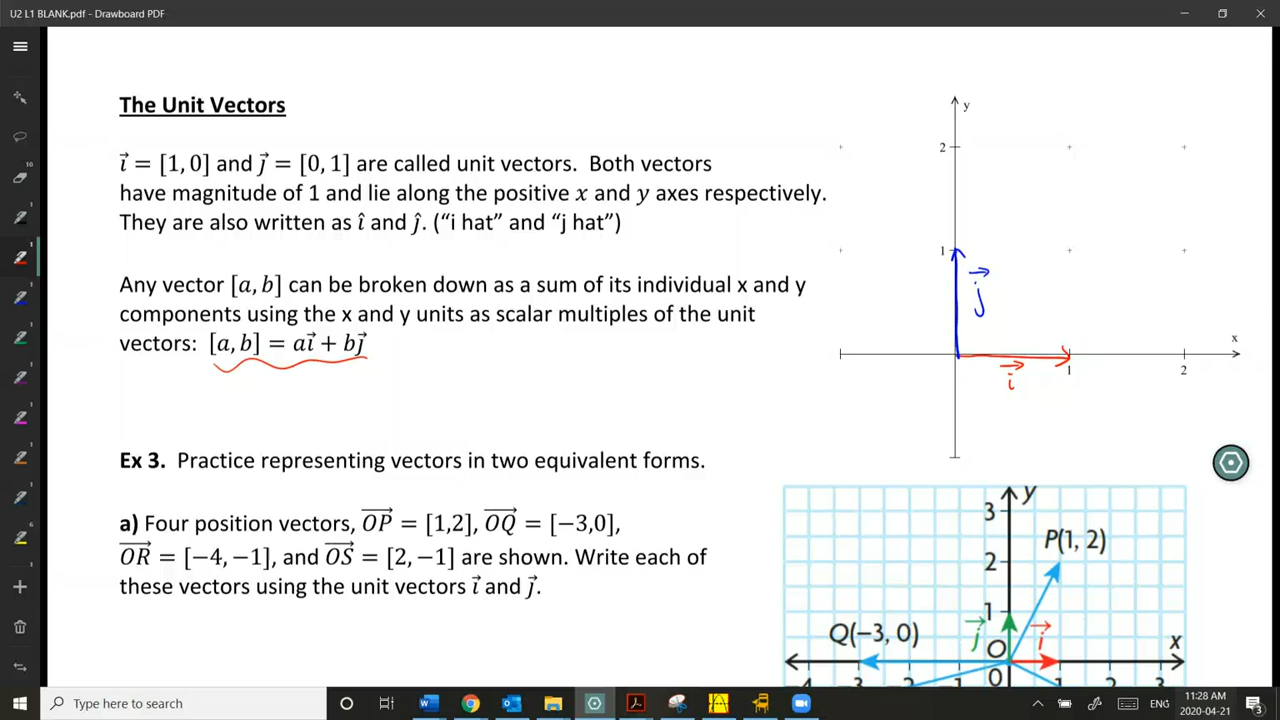 U2 L1 BLANK.pdf - Drawboard PDF
The Unit Vectors
i⃗ = [1, 0] and j⃗ = [0, 1] are called unit vectors. Both vectors
have magnitude of 1 and lie along the positive x and y axes respectively.
They are also written as î and ĵ. (“i hat” and “j hat”)
Any vector [a, b] can be broken down as a sum of its individual x and y
components using the x and y units as scalar multiples of the unit
vectors: [a, b] = ai⃗ + bj⃗
y
2
1
j⃗
x
i⃗
1
2
Ex 3. Practice representing vectors in two equivalent forms.
a) Four position vectors, OP⃗ = [1,2], OQ⃗ = [−3,0],
OR⃗ = [−4, −1], and OS⃗ = [2, −1] are shown. Write each of
these vectors using the unit vectors i⃗ and j⃗.
y
3
P(1, 2)
2
1
Q(−3, 0)
j⃗
i⃗
O
x
0
Type here to search
ENG
11:28 AM
2020-04-21
3